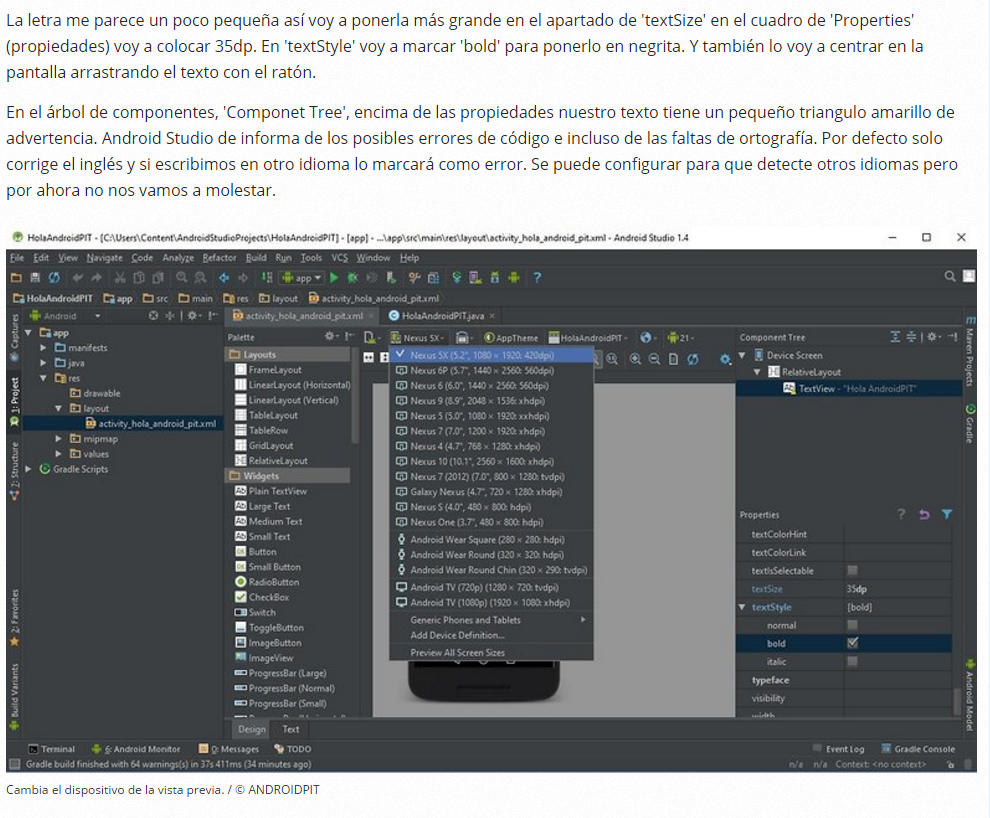 La letra me parece un poco pequeña así voy a ponerla más grande en el apartado de 'textSize' en el cuadro de 'Properties'
(propiedades) voy a colocar 35dp. En 'textStyle' voy a marcar 'bold' para ponerlo en negrita. Y también lo voy a centrar en la
pantalla arrastrando el texto con el ratón.
En el árbol de componentes, 'Componet Tree', encima de las propiedades nuestro texto tiene un pequeño triangulo amarillo de
advertencia. Android Studio de informa de los posibles errores de código e incluso de las faltas de ortografía. Por defecto solo
corrige el inglés y si escribimos en otro idioma lo marcará como error. Se puede configurar para que detecte otros idiomas pero
por ahora no nos vamos a molestar.
HolaAndroidPIT - [C:\Users\Content\AndroidStudioProjects\HolaAndroidPIT] - [app] - ...\app\src\main\res\layout\activity_hola_android_pit.xml - Android Studio 1.4
File Edit View Navigate Code Analyze Refactor Build Run Tools VCS Window Help
app
HolaAndroidPIT app src main res layout activity_hola_android_pit.xml
Captures
1: Project
2: Structure
2: Favorites
Build Variants
Android
app
manifests
java
res
drawable
layout
activity_hola_android_pit.xml
mipmap
values
Gradle Scripts
activity_hola_android_pit.xml HolaAndroidPIT.java
Palette
Layouts
FrameLayout
LinearLayout (Horizontal)
LinearLayout (Vertical)
TableLayout
TableRow
GridLayout
RelativeLayout
Widgets
Plain TextView
Large Text
Medium Text
Small Text
Button
Small Button
RadioButton
CheckBox
Switch
ToggleButton
ImageButton
ImageView
ProgressBar (Large)
ProgressBar (Normal)
ProgressBar (Small)
Design Text
Nexus 5X AppTheme HolaAndroidPIT 21
Nexus 5X (5.2", 1080 × 1920: 420dpi)
Nexus 6P (5.7", 1440 × 2560: 560dpi)
Nexus 6 (6.0", 1440 × 2560: 560dpi)
Nexus 9 (8.9", 2048 × 1536: xhdpi)
Nexus 5 (5.0", 1080 × 1920: xxhdpi)
Nexus 7 (7.0", 1200 × 1920: xhdpi)
Nexus 4 (4.7", 768 × 1280: xhdpi)
Nexus 10 (10.1", 2560 × 1600: xhdpi)
Nexus 7 (2012) (7.0", 800 × 1280: tvdpi)
Galaxy Nexus (4.7", 720 × 1280: xhdpi)
Nexus S (4.0", 480 × 800: hdpi)
Nexus One (3.7", 480 × 800: hdpi)
Android Wear Square (280 × 280: hdpi)
Android Wear Round (320 × 320: hdpi)
Android Wear Round Chin (320 × 290: tvdpi)
Android TV (720p) (1280 × 720: tvdpi)
Android TV (1080p) (1920 × 1080: xhdpi)
Generic Phones and Tablets
Add Device Definition...
Preview All Screen Sizes
Component Tree
Device Screen
RelativeLayout
TextView - "Hola AndroidPIT"
Properties
textColorHint
textColorLink
textIsSelectable
textSize 35dp
textStyle [bold]
normal
bold
italic
typeface
visibility
width
Maven Projects
Gradle
Android Model
Terminal 6: Android Monitor 0: Messages TODO Event Log Gradle Console
Gradle build finished with 64 warnings(s) in 37s 411ms (34 minutes ago) n/a n/a Context: <no context>
Cambia el dispositivo de la vista previa. / © ANDROIDPIT